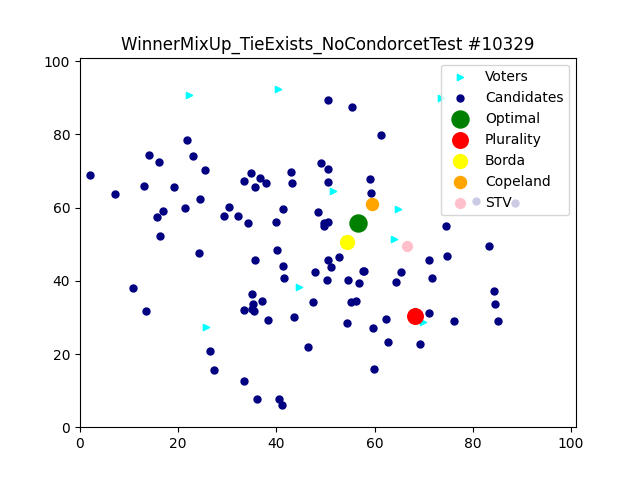 WinnerMixUp_TieExists_NoCondorcetTest #10329
Voters
Candidates
Optimal
Plurality
Borda
Copeland
STV
100
80
60
40
20
0
0 20 40 60 80 100